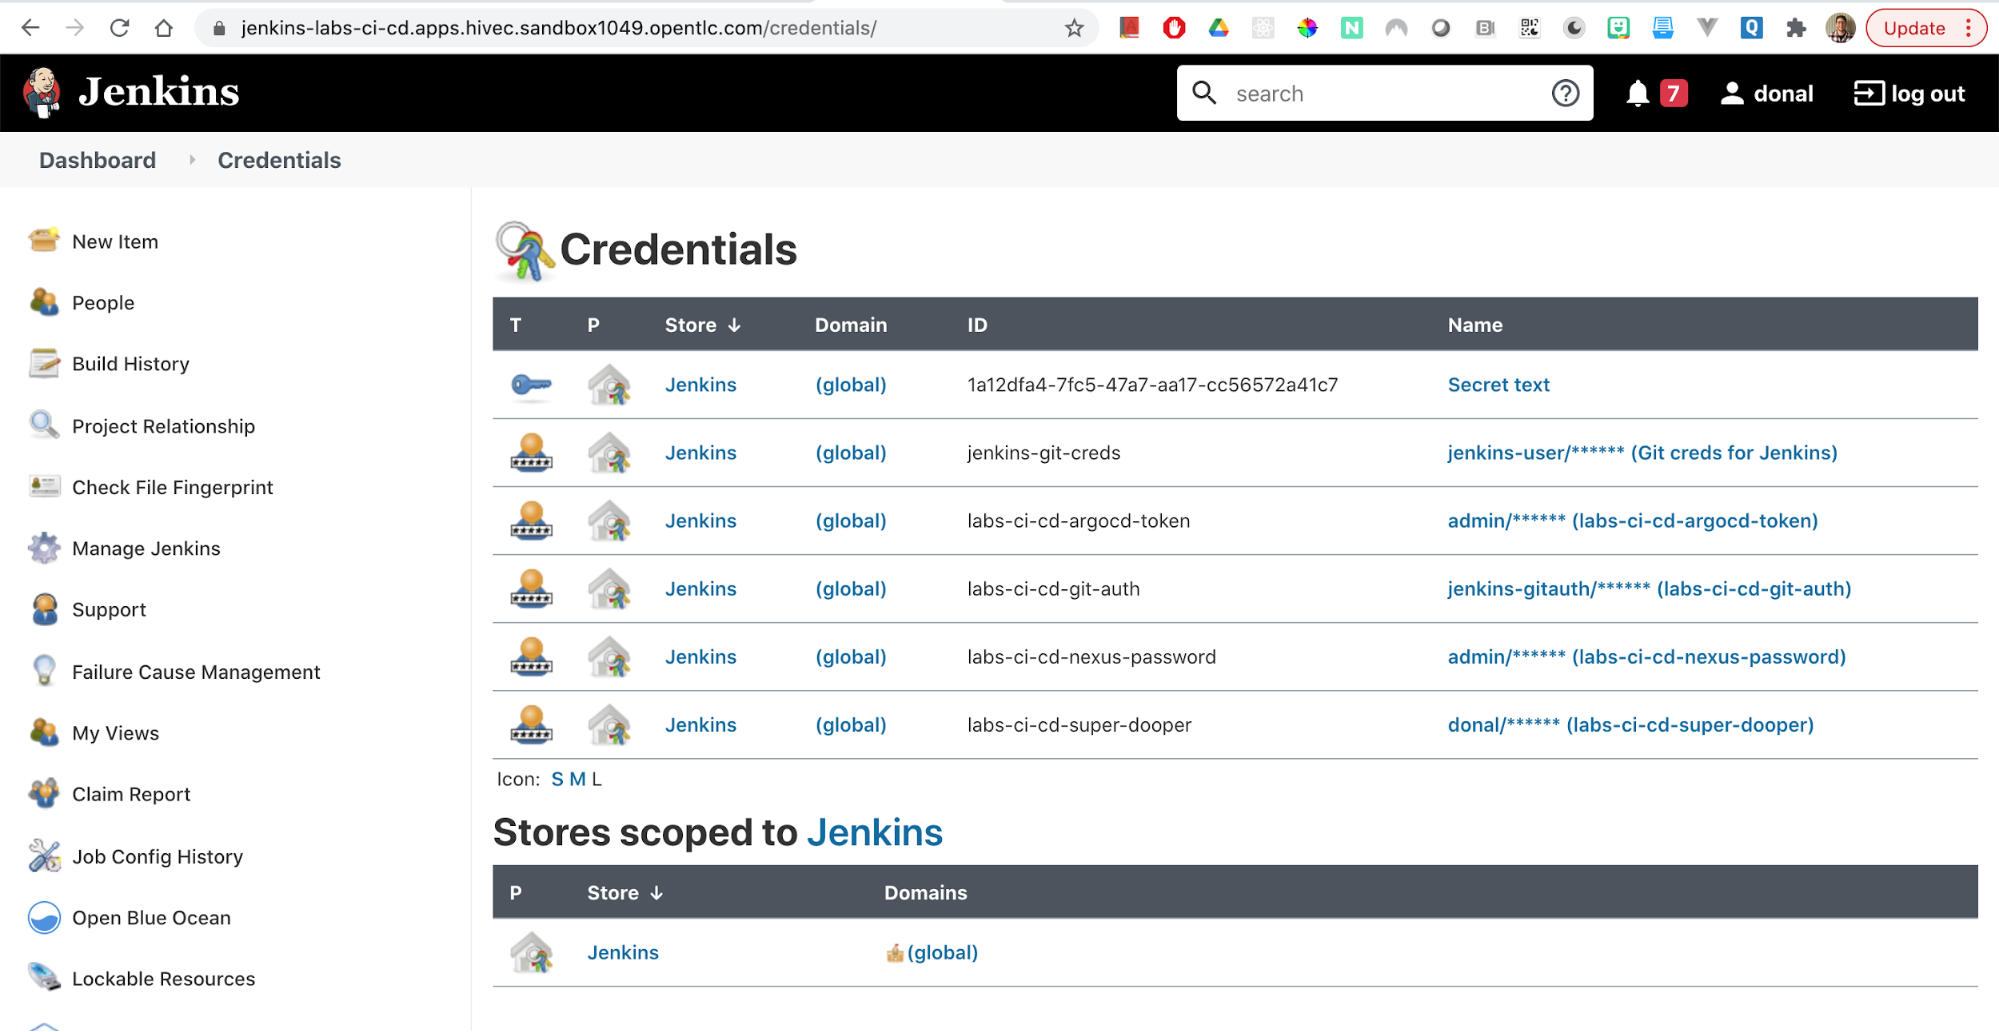 jenkins-labs-ci-cd.apps.hivec.sandbox1049.opentlc.com/credentials/
Update
Jenkins
search
7
donal
log out
Dashboard
Credentials
New Item
People
Build History
Project Relationship
Check File Fingerprint
Manage Jenkins
Support
Failure Cause Management
My Views
Claim Report
Job Config History
Open Blue Ocean
Lockable Resources
Credentials
T P Store ↓ Domain ID Name
Jenkins (global) 1a12dfa4-7fc5-47a7-aa17-cc56572a41c7 Secret text
Jenkins (global) jenkins-git-creds jenkins-user/****** (Git creds for Jenkins)
Jenkins (global) labs-ci-cd-argocd-token admin/****** (labs-ci-cd-argocd-token)
Jenkins (global) labs-ci-cd-git-auth jenkins-gitauth/****** (labs-ci-cd-git-auth)
Jenkins (global) labs-ci-cd-nexus-password admin/****** (labs-ci-cd-nexus-password)
Jenkins (global) labs-ci-cd-super-dooper donal/****** (labs-ci-cd-super-dooper)
Icon: S M L
Stores scoped to Jenkins
P Store ↓ Domains
Jenkins (global)